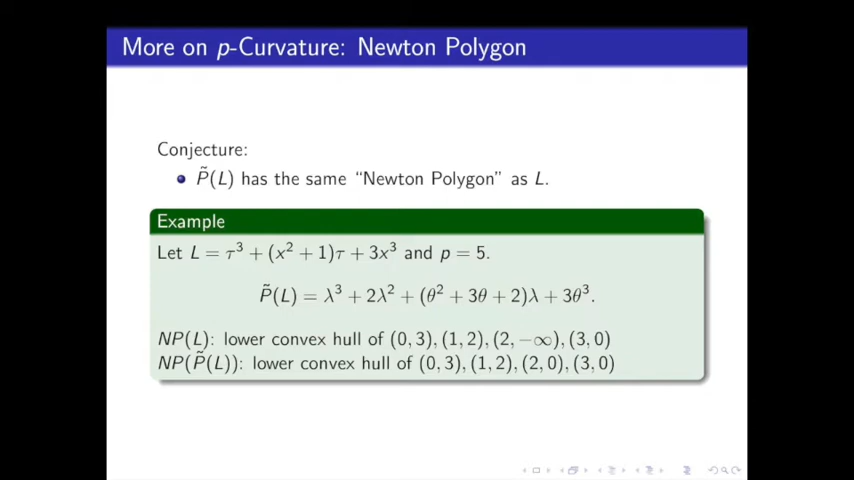 More on p-Curvature: Newton Polygon
Conjecture:
P̃(L) has the same “Newton Polygon” as L.
Example
Let L = τ³ + (x² + 1)τ + 3x³ and p = 5.
P̃(L) = λ³ + 2λ² + (θ² + 3θ + 2)λ + 3θ³.
NP(L): lower convex hull of (0, 3), (1, 2), (2, −∞), (3, 0)
NP(P̃(L)): lower convex hull of (0, 3), (1, 2), (2, 0), (3, 0)